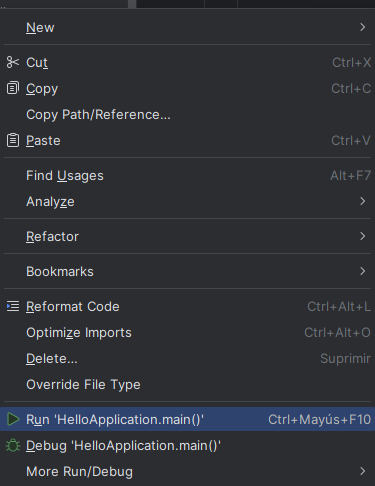 New
Cut Ctrl+X
Copy Ctrl+C
Copy Path/Reference...
Paste Ctrl+V
Find Usages Alt+F7
Analyze
Refactor
Bookmarks
Reformat Code Ctrl+Alt+L
Optimize Imports Ctrl+Alt+O
Delete... Suprimir
Override File Type
Run 'HelloApplication.main()' Ctrl+Mayús+F10
Debug 'HelloApplication.main()'
More Run/Debug